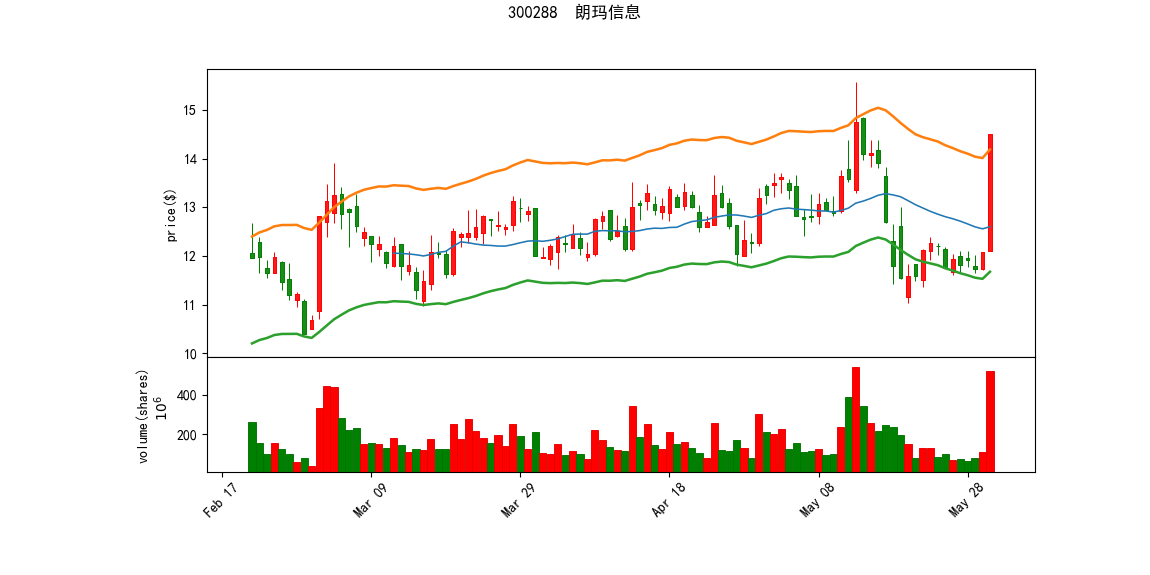 300288 朗玛信息
price($)
15
14
13
12
11
10
volume(shares)
10^6
400
200
Feb 17
Mar 09
Mar 29
Apr 18
May 08
May 28